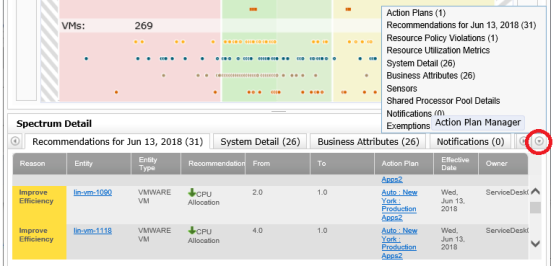 VMs: 269
Action Plans (1)
Recommendations for Jun 13, 2018 (31)
Resource Policy Violations (1)
Resource Utilization Metrics
System Detail (26)
Business Attributes (26)
Sensors
Shared Processor Pool Details
Notifications (0)
Exemptions
Action Plan Manager
Spectrum Detail
Recommendations for Jun 13, 2018 (31) System Detail (26) Business Attributes (26) Notifications (0)
Reason Entity Entity Type Recommendation From To Action Plan Effective Date Owner
Apps2
Improve Efficiency lin-vm-1090 VMWARE VM CPU Allocation 2.0 1.0 Auto : New York : Production Apps2 Wed, Jun 13, 2018 ServiceDesk
Improve Efficiency lin-vm-1118 VMWARE VM CPU Allocation 4.0 1.0 Auto : New York : Production Apps2 Wed, Jun 13, 2018 ServiceDesk